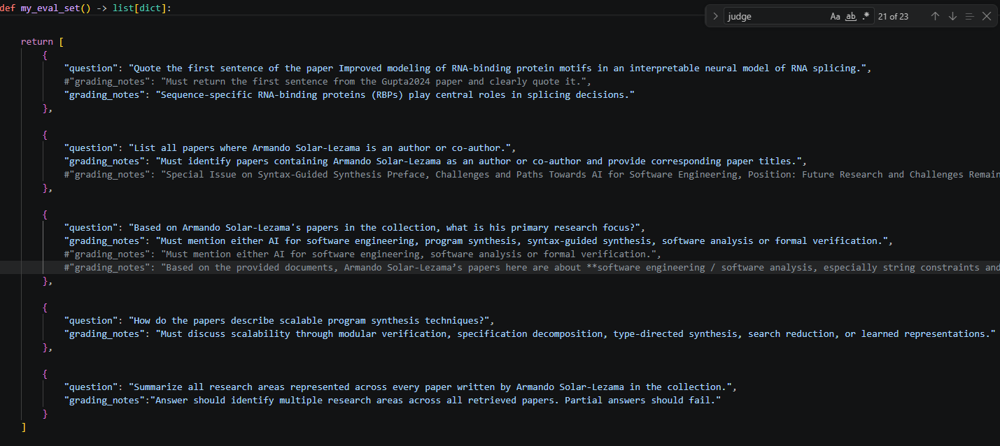 def my_eval_set() -> list[dict]:
judge
Aa ab .* 21 of 23
return [
{
"question": "Quote the first sentence of the paper Improved modeling of RNA-binding protein motifs in an interpretable neural model of RNA splicing.",
#"grading_notes": "Must return the first sentence from the Gupta2024 paper and clearly quote it.",
"grading_notes": "Sequence-specific RNA-binding proteins (RBPs) play central roles in splicing decisions."
},
{
"question": "List all papers where Armando Solar-Lezama is an author or co-author.",
"grading_notes": "Must identify papers containing Armando Solar-Lezama as an author or co-author and provide corresponding paper titles.",
#"grading_notes": "Special Issue on Syntax-Guided Synthesis Preface, Challenges and Paths Towards AI for Software Engineering, Position: Future Research and Challenges Remain
},
{
"question": "Based on Armando Solar-Lezama's papers in the collection, what is his primary research focus?",
"grading_notes": "Must mention either AI for software engineering, program synthesis, syntax-guided synthesis, software analysis or formal verification.",
#"grading_notes": "Must mention either AI for software engineering, software analysis or formal verification.",
#"grading_notes": "Based on the provided documents, Armando Solar-Lezama’s papers here are about **software engineering / software analysis, especially string constraints and
},
{
"question": "How do the papers describe scalable program synthesis techniques?",
"grading_notes": "Must discuss scalability through modular verification, specification decomposition, type-directed synthesis, search reduction, or learned representations."
},
{
"question": "Summarize all research areas represented across every paper written by Armando Solar-Lezama in the collection.",
"grading_notes":"Answer should identify multiple research areas across all retrieved papers. Partial answers should fail."
}
]